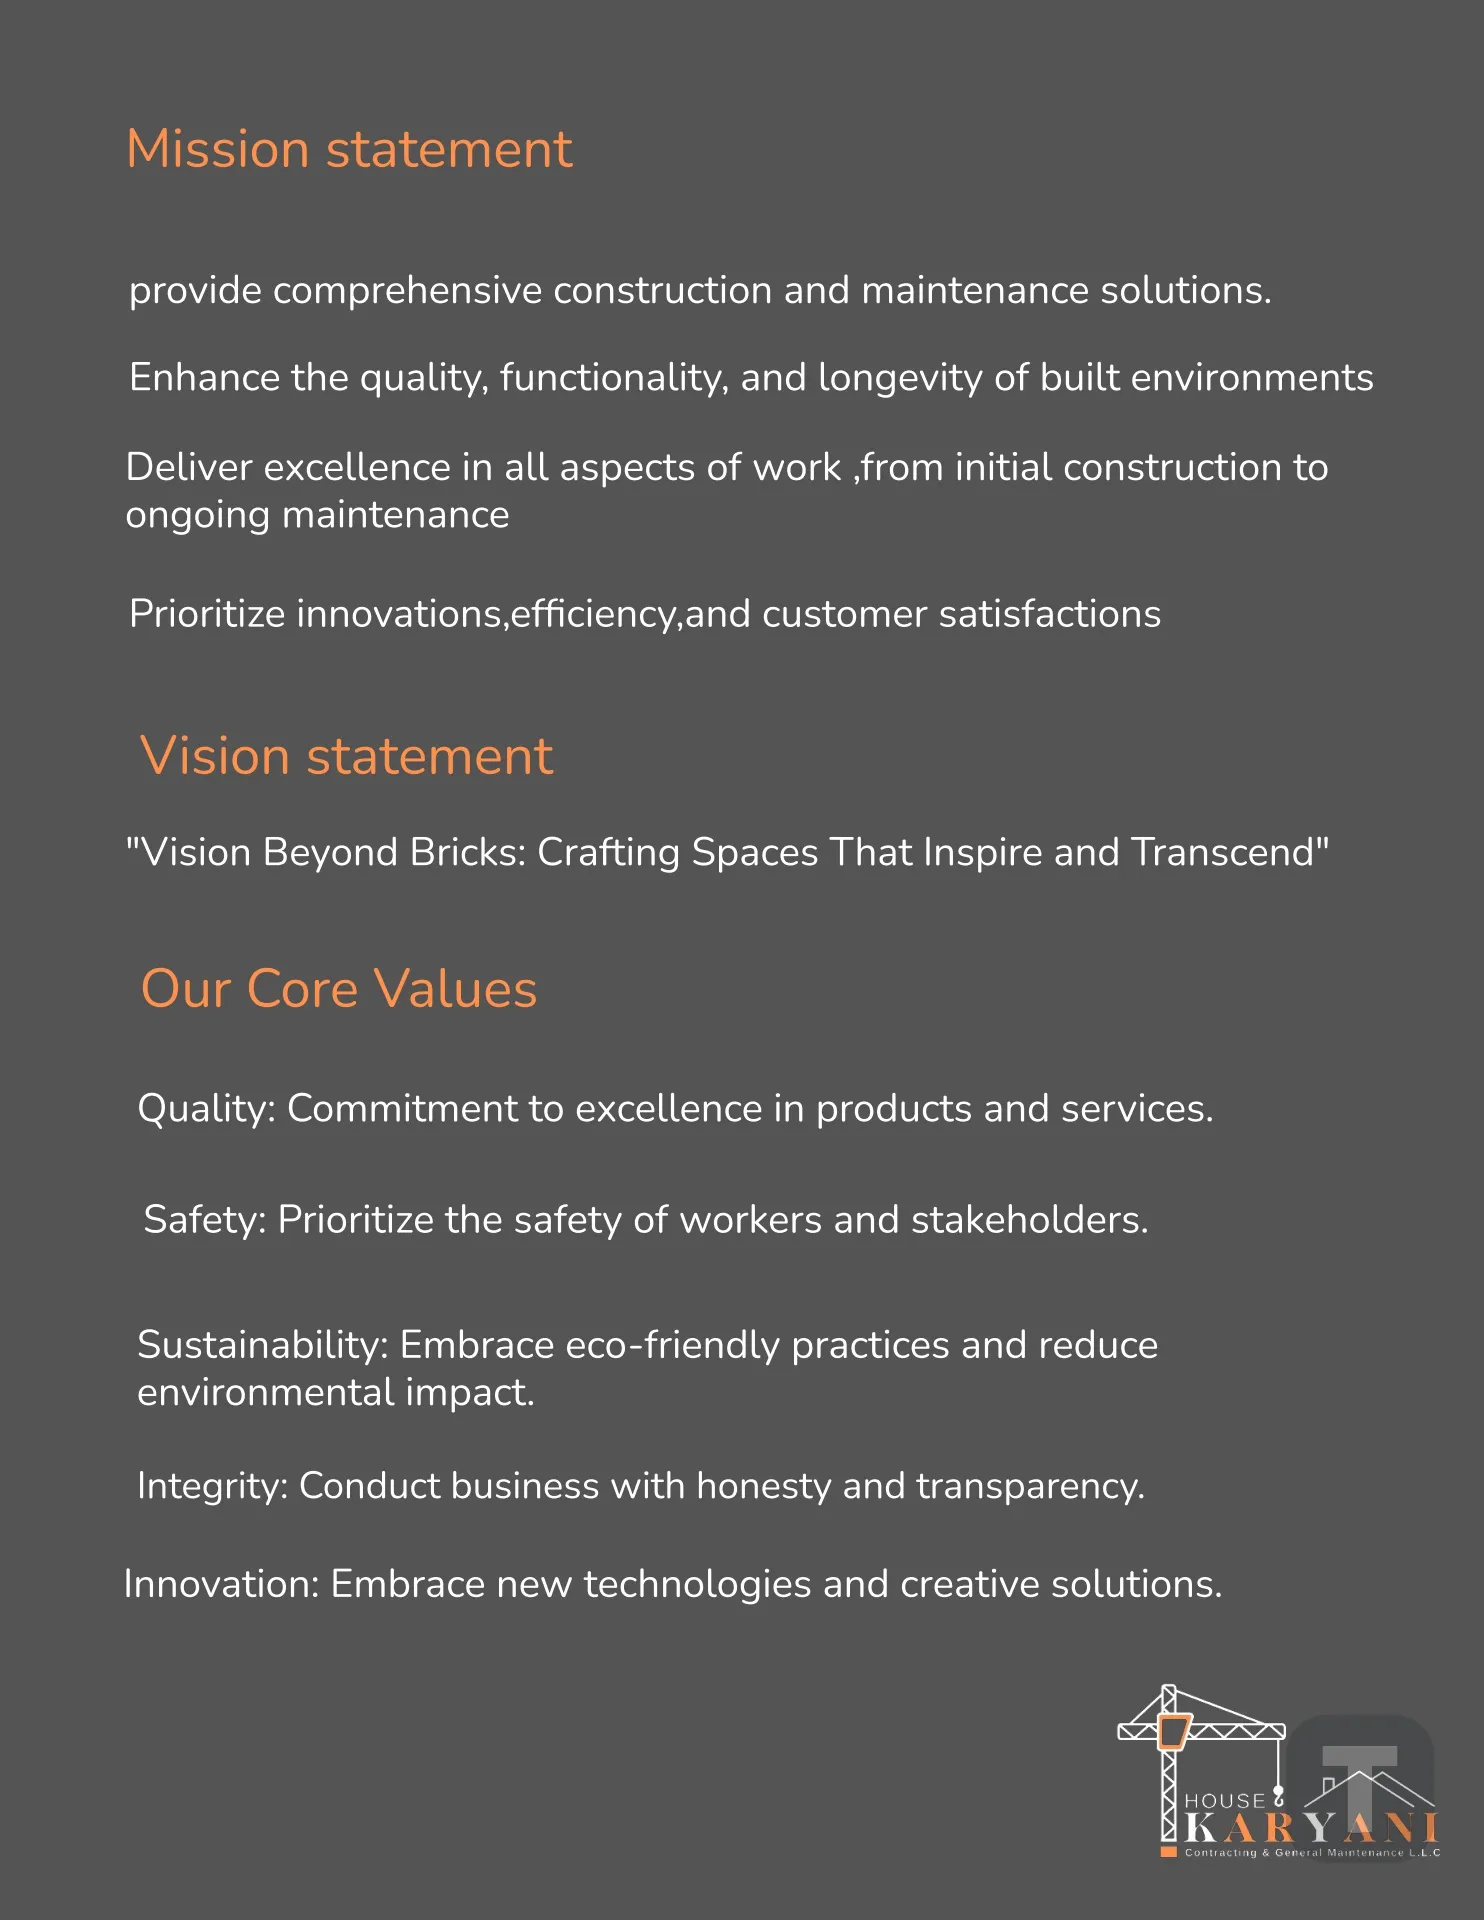 Mission statement
provide comprehensive construction and maintenance solutions.
Enhance the quality, functionality, and longevity of built environments
Deliver excellence in all aspects of work ,from initial construction to
ongoing maintenance
Prioritize innovations,efficiency,and customer satisfactions
Vision statement
"Vision Beyond Bricks: Crafting Spaces That Inspire and Transcend"
Our Core Values
Quality: Commitment to excellence in products and services.
Safety: Prioritize the safety of workers and stakeholders.
Sustainability: Embrace eco-friendly practices and reduce
environmental impact.
Integrity: Conduct business with honesty and transparency.
Innovation: Embrace new technologies and creative solutions.
T
HOUSE
KARYANI
Contracting & General Maintenance L.L.C